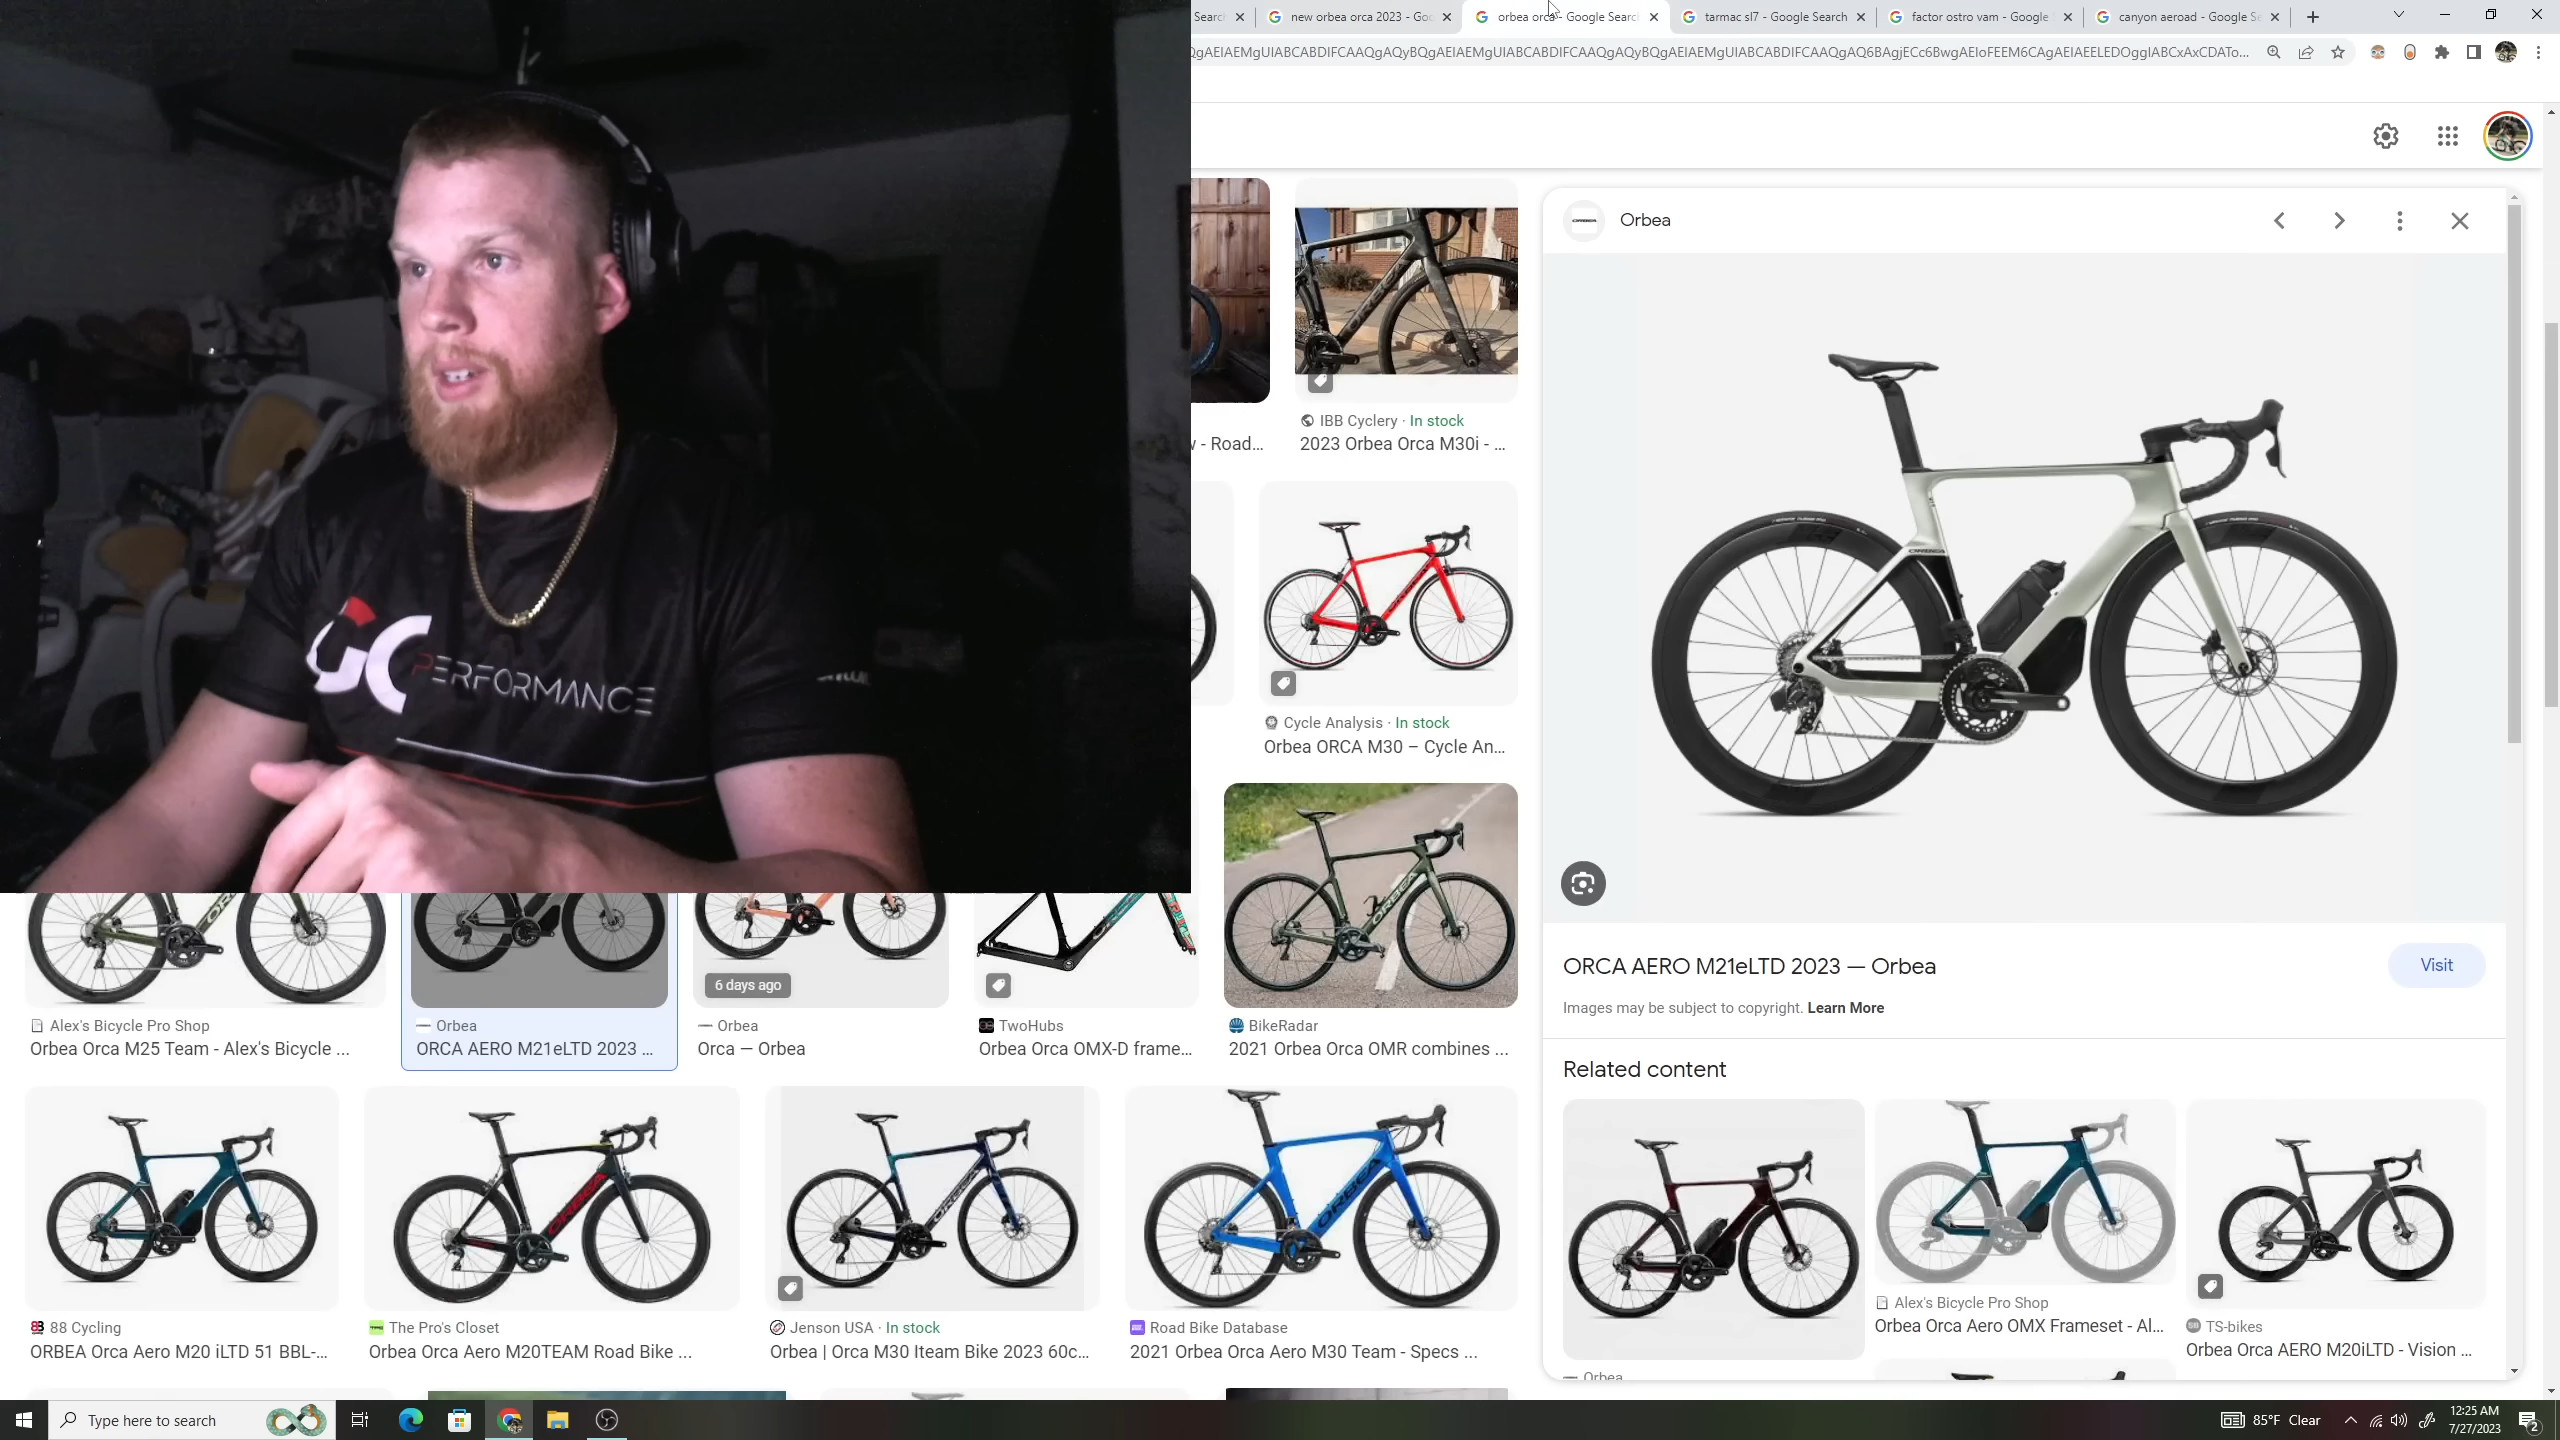 Search
new orbea orca 2023 - Goo
orbea orca - Google Search
tarmac sl7 - Google Search
factor ostro vam - Google
canyon aeroad - Google Se
QgAEIAEMgUIABCABDIFCAAQgAQyBQgAEIAEMgUIABCABDIFCAAQgAQyBQgAEIAEMgUIABCABDIFCAAQgAQyBQgAEIAEMgUIABCABDIFCAAQgAQ6BAgjECc6BwgAEIoFEEM6CAgAEIAEELEDOggIABCxAxCDATo...
Orbea
IBB Cyclery · In stock
w - Road...
2023 Orbea Orca M30i - ...
GC PERFORMANCE
ORBEA
Cycle Analysis · In stock
Orbea ORCA M30 – Cycle An...
ORCA AERO M21eLTD 2023 — Orbea
Visit
Images may be subject to copyright. Learn More
6 days ago
Alex's Bicycle Pro Shop
Orbea
Orbea
TwoHubs
BikeRadar
Orbea Orca M25 Team - Alex's Bicycle ...
ORCA AERO M21eLTD 2023 ...
Orca — Orbea
Orbea Orca OMX-D frame...
2021 Orbea Orca OMR combines ...
Related content
88 Cycling
The Pro's Closet
Jenson USA · In stock
Road Bike Database
ORBEA Orca Aero M20 iLTD 51 BBL-...
Orbea Orca Aero M20TEAM Road Bike ...
Orbea | Orca M30 Iteam Bike 2023 60c...
2021 Orbea Orca Aero M30 Team - Specs ...
Alex's Bicycle Pro Shop
Orbea Orca Aero OMX Frameset - Al...
TS-bikes
Orbea Orca AERO M20iLTD - Vision ...
Orbea
Type here to search
85°F Clear
12:25 AM
7/27/2023
2